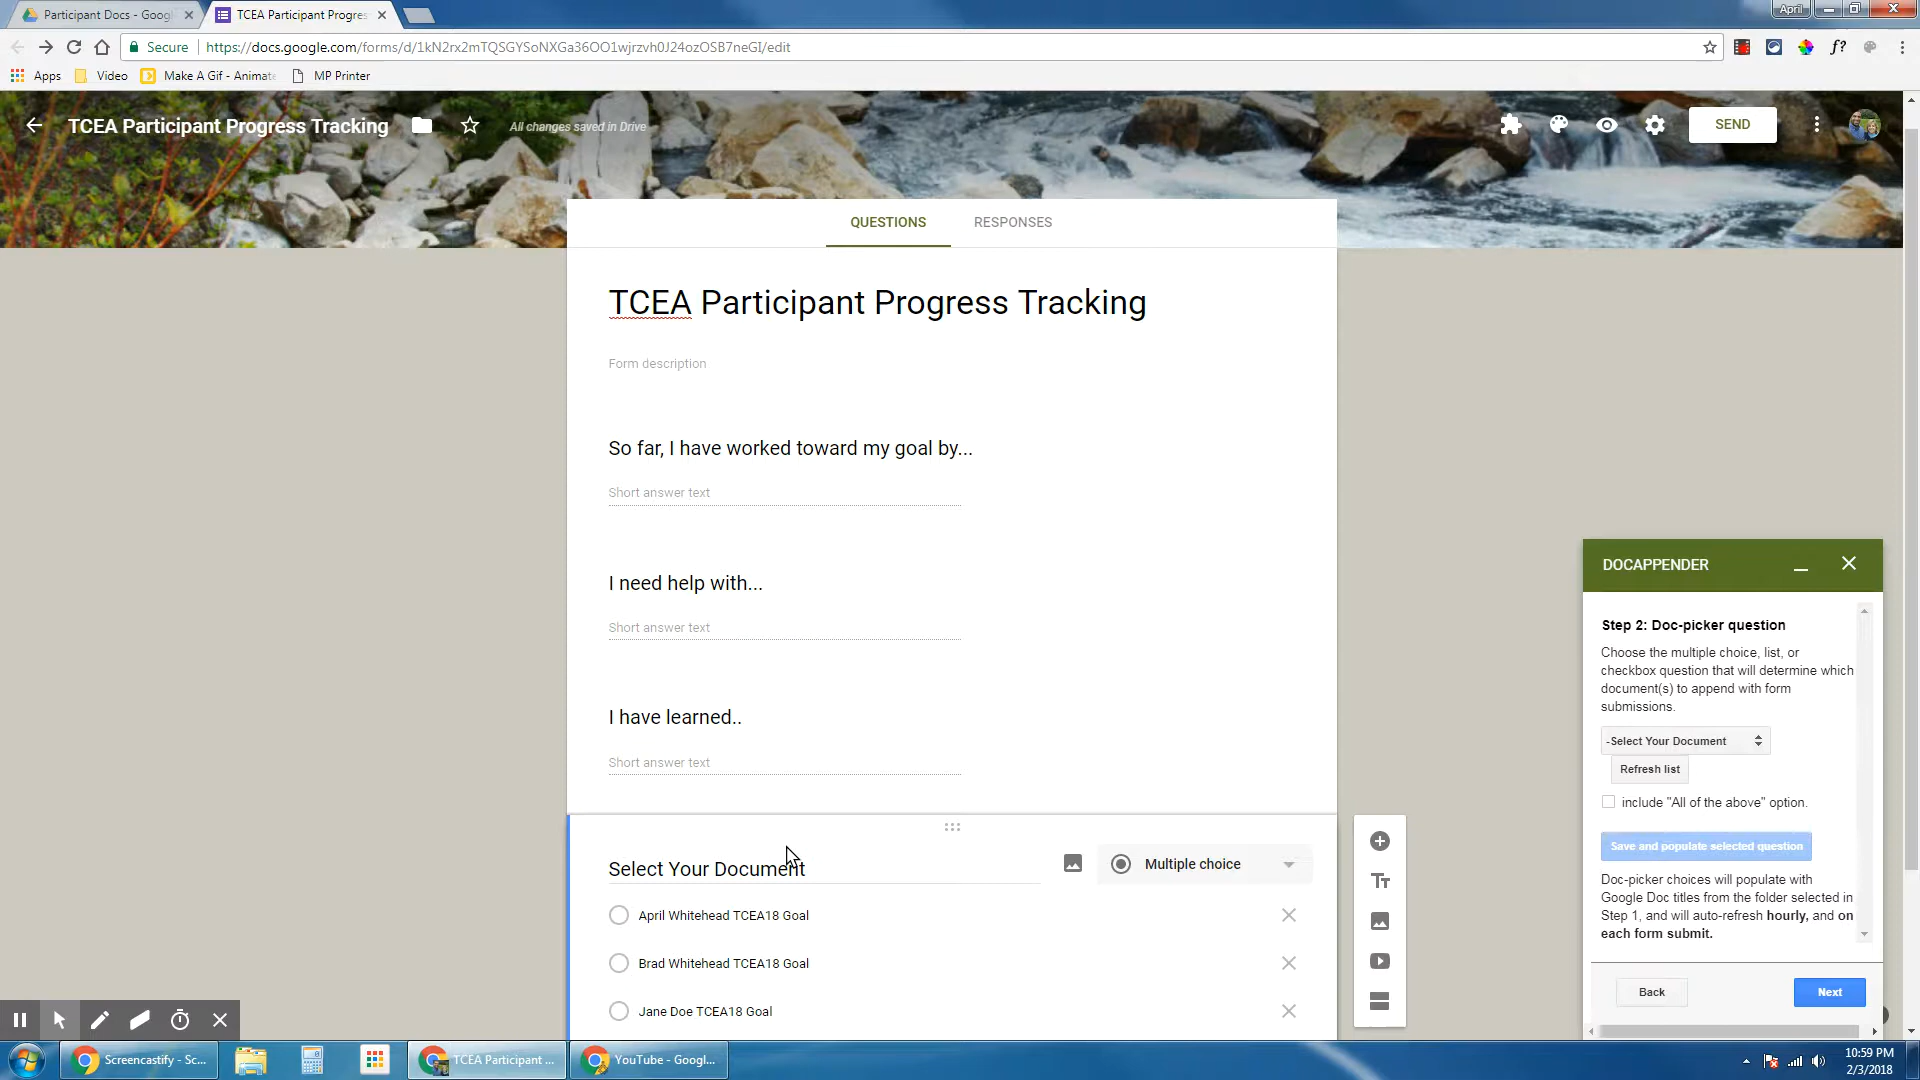 Participant Docs - Goog
TCEA Participant Progres
April
Secure
https://docs.google.com/forms/d/1kN2rx2mTQSGYSoNXGa36OO1wjrzvh0J24ozOSB7neGI/edit
f?
Apps
Video
Make A Gif - Animate
MP Printer
TCEA Participant Progress Tracking
All changes saved in Drive
SEND
QUESTIONS
RESPONSES
TCEA Participant Progress Tracking
Form description
So far, I have worked toward my goal by...
Short answer text
I need help with...
Short answer text
I have learned..
Short answer text
Select Your Document
Multiple choice
April Whitehead TCEA18 Goal
Brad Whitehead TCEA18 Goal
Jane Doe TCEA18 Goal
Tт
DOCAPPENDER
Step 2: Doc-picker question
Choose the multiple choice, list, or
checkbox question that will determine which
document(s) to append with form
submissions.
-Select Your Document
Refresh list
include "All of the above" option.
Save and populate selected question
Doc-picker choices will populate with
Google Doc titles from the folder selected in
Step 1, and will auto-refresh hourly, and on
each form submit.
Back
Next
Screencastify - Sc...
TCEA Participant ...
YouTube - Googl...
10:59 PM
2/3/2018